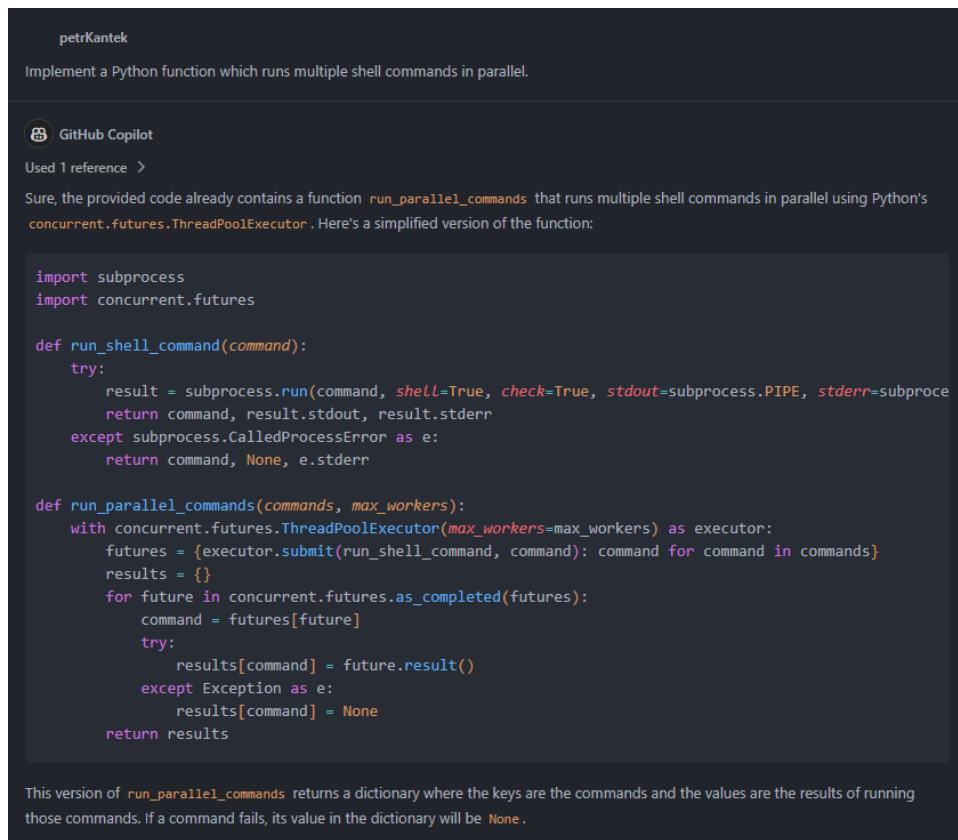 petrKantek
Implement a Python function which runs multiple shell commands in parallel.
GitHub Copilot
Used 1 reference >
Sure, the provided code already contains a function run_parallel_commands that runs multiple shell commands in parallel using Python's
concurrent.futures.ThreadPoolExecutor. Here's a simplified version of the function:
import subprocess
import concurrent.futures
def run_shell_command(command):
    try:
        result = subprocess.run(command, shell=True, check=True, stdout=subprocess.PIPE, stderr=subproce
        return command, result.stdout, result.stderr
    except subprocess.CalledProcessError as e:
        return command, None, e.stderr
def run_parallel_commands(commands, max_workers):
    with concurrent.futures.ThreadPoolExecutor(max_workers=max_workers) as executor:
        futures = {executor.submit(run_shell_command, command): command for command in commands}
        results = {}
        for future in concurrent.futures.as_completed(futures):
            command = futures[future]
            try:
                results[command] = future.result()
            except Exception as e:
                results[command] = None
        return results
This version of run_parallel_commands returns a dictionary where the keys are the commands and the values are the results of running
those commands. If a command fails, its value in the dictionary will be None.